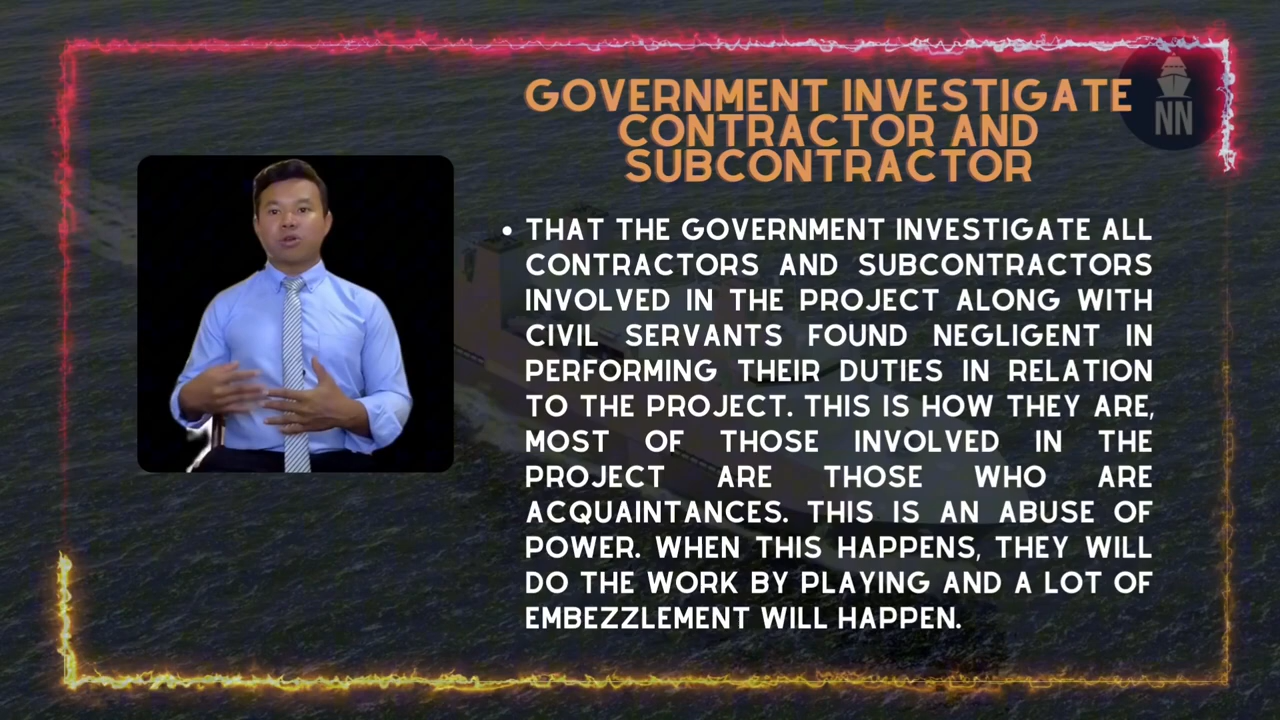 GOVERNMENT INVESTIGATE
CONTRACTOR AND
SUBCONTRACTOR
NN
• THAT THE GOVERNMENT INVESTIGATE ALL
CONTRACTORS AND SUBCONTRACTORS
INVOLVED IN THE PROJECT ALONG WITH
CIVIL SERVANTS FOUND NEGLIGENT IN
PERFORMING THEIR DUTIES IN RELATION
TO THE PROJECT. THIS IS HOW THEY ARE,
MOST OF THOSE INVOLVED IN THE
PROJECT ARE THOSE WHO ARE
ACQUAINTANCES. THIS IS AN ABUSE OF
POWER. WHEN THIS HAPPENS, THEY WILL
DO THE WORK BY PLAYING AND A LOT OF
EMBEZZLEMENT WILL HAPPEN.